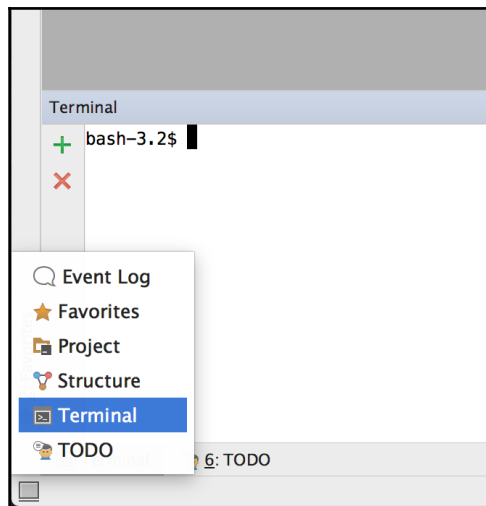 Terminal
bash-3.2$
Event Log
Favorites
Project
Structure
Terminal
TODO
6: TODO